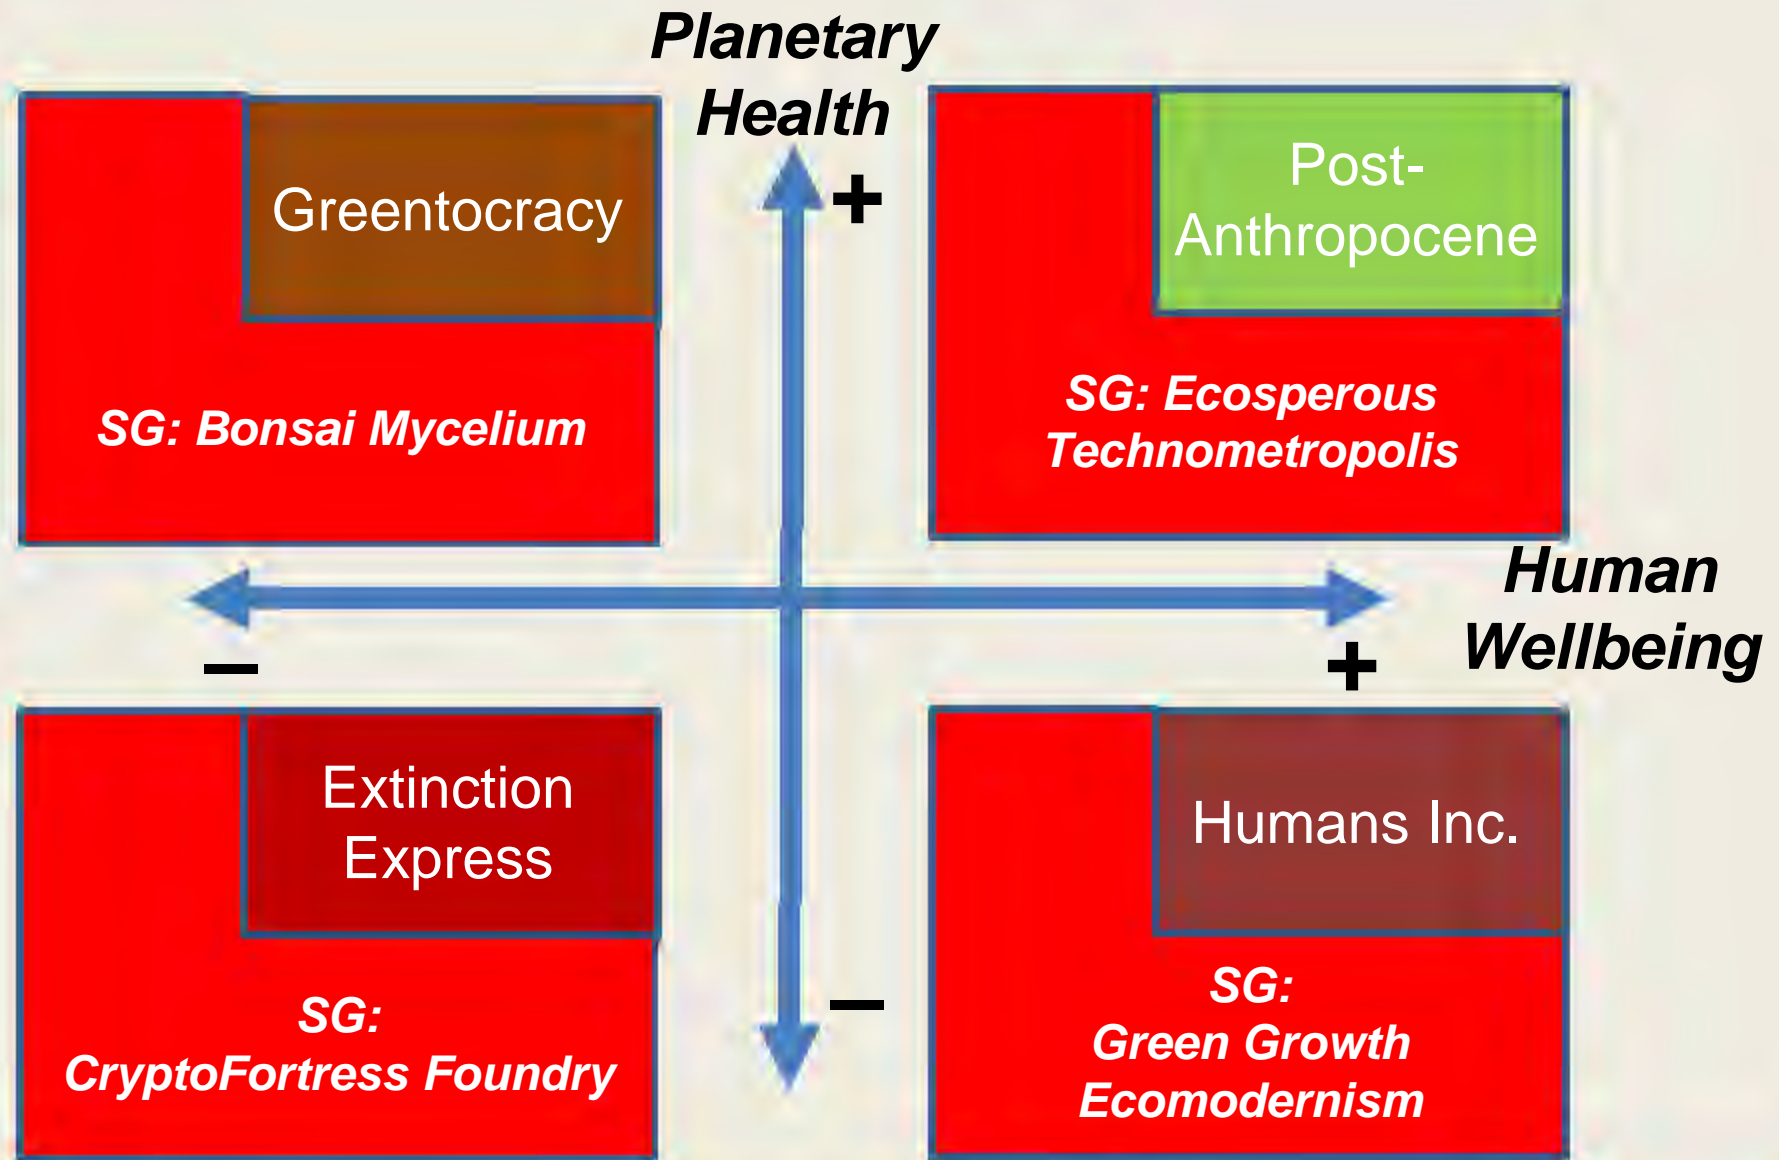 Planetary
Health
+
Greentocracy
SG: Bonsai Mycelium
Post-
Anthropocene
SG: Ecosperous
Technometropolis
Human
Wellbeing
–
+
Extinction
Express
SG:
CryptoFortress Foundry
–
Humans Inc.
SG:
Green Growth
Ecomodernism